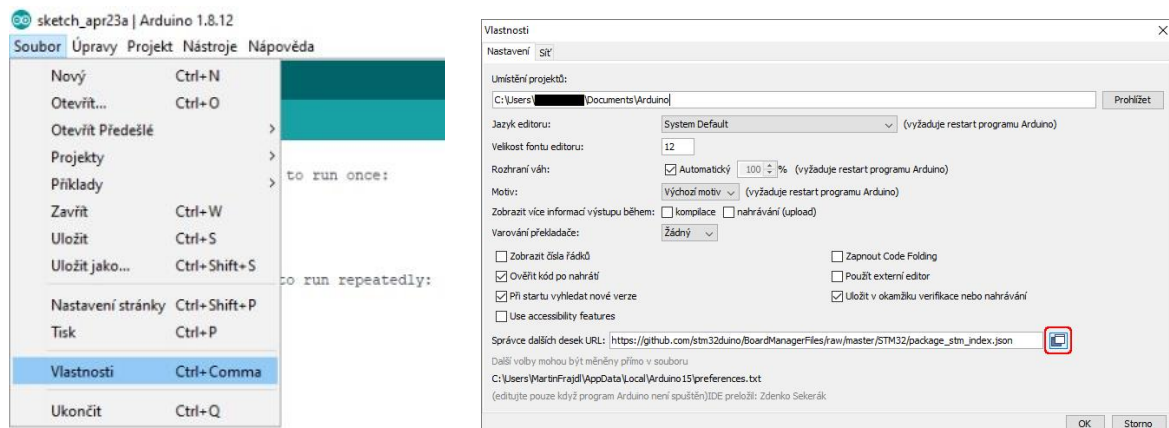 sketch_apr23a | Arduino 1.8.12
Soubor Úpravy Projekt Nástroje Nápověda
Nový Ctrl+N
Otevřít... Ctrl+O
Otevřít Předešlé >
Projekty >
Příklady >
Zavřít Ctrl+W
Uložit Ctrl+S
Uložit jako... Ctrl+Shift+S
Nastavení stránky Ctrl+Shift+P
Tisk Ctrl+P
Vlastnosti Ctrl+Comma
Ukončit Ctrl+Q
to run once:
to run repeatedly:
Vlastnosti
Nastavení Síť
Umístění projektů:
C:\Users\ \Documents\Arduino Prohlížet
Jazyk editoru: System Default (vyžaduje restart programu Arduino)
Velikost fontu editoru: 12
Rozhraní váh: Automatický 100 % (vyžaduje restart programu Arduino)
Motiv: Výchozí motiv (vyžaduje restart programu Arduino)
Zobrazit více informací výstupu během: kompilace nahrávání (upload)
Varování překladače: Žádný
Zobrazit čísla řádků Zapnout Code Folding
Ověřit kód po nahrátí Použít externí editor
Při startu vyhledat nové verze Uložit v okamžiku verifikace nebo nahrávání
Use accessibility features
Správce dalších desek URL: https://github.com/stm32duino/BoardManagerFiles/raw/master/STM32/package_stm_index.json
Další volby mohou být měněny přímo v souboru
C:\Users\MartinFrajdl\AppData\Local\Arduino15\preferences.txt
(editujte pouze když program Arduino není spuštěn)IDE preložil: Zdenko Sekerák
OK Storno